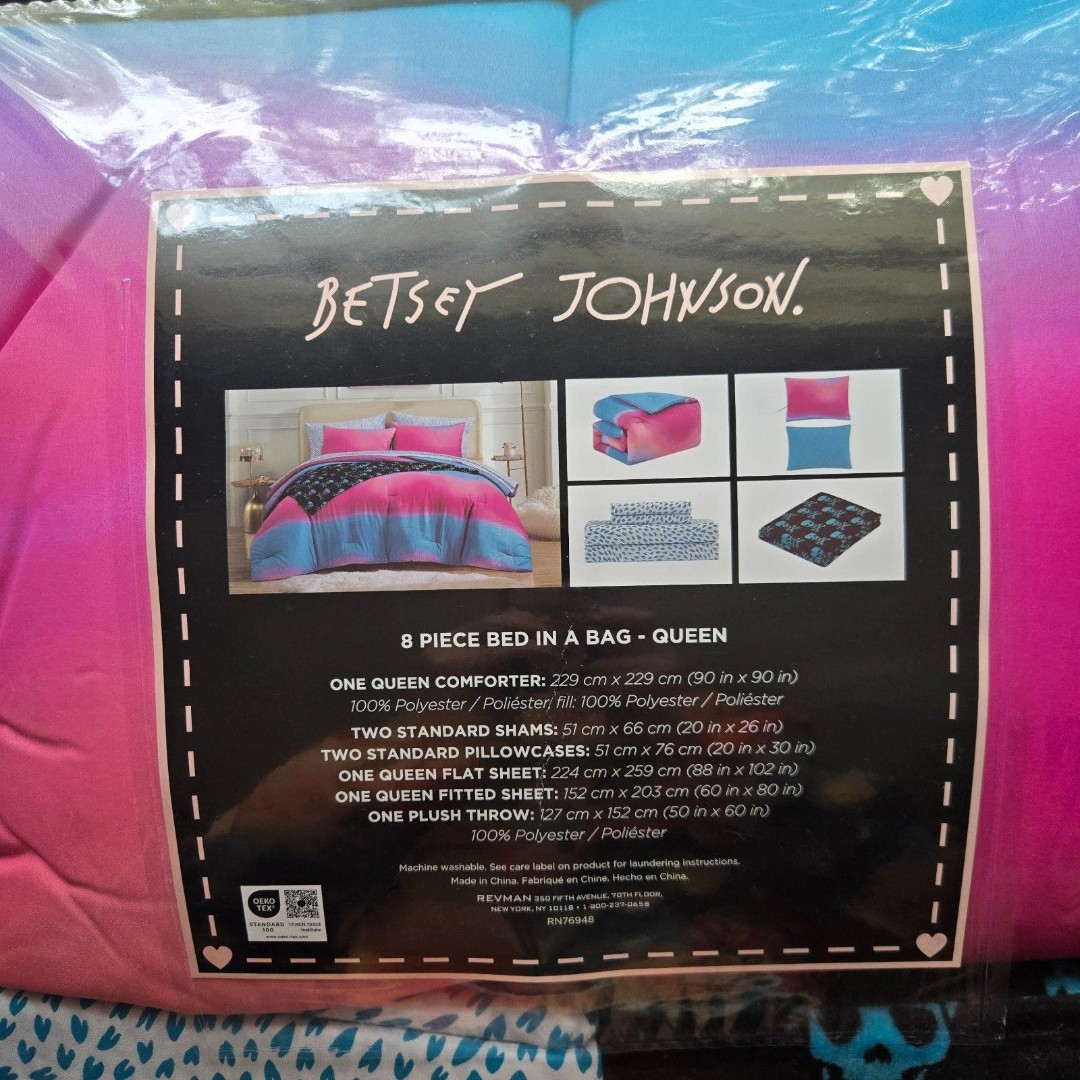 BETSEY JOHNSON.
8 PIECE BED IN A BAG - QUEEN
ONE QUEEN COMFORTER: 229 cm x 229 cm (90 in x 90 in)
100% Polyester / Poliéster, fill: 100% Polyester / Poliéster
TWO STANDARD SHAMS: 51 cm x 66 cm (20 in x 26 in)
TWO STANDARD PILLOWCASES: 51 cm x 76 cm (20 in x 30 in)
ONE QUEEN FLAT SHEET: 224 cm x 259 cm (88 in x 102 in)
ONE QUEEN FITTED SHEET: 152 cm x 203 cm (60 in x 80 in)
ONE PLUSH THROW: 127 cm x 152 cm (50 in x 60 in)
100% Polyester / Poliéster
Machine washable. See care label on product for laundering instructions.
Made in China. Fabriqué en Chine. Hecho en China.
REVMAN 350 FIFTH AVENUE, 70TH FLOOR,
NEW YORK, NY 10118 • 1-800-237-0658
RN76948
OEKO
TEX®
STANDARD
100
www.oeko-tex.com